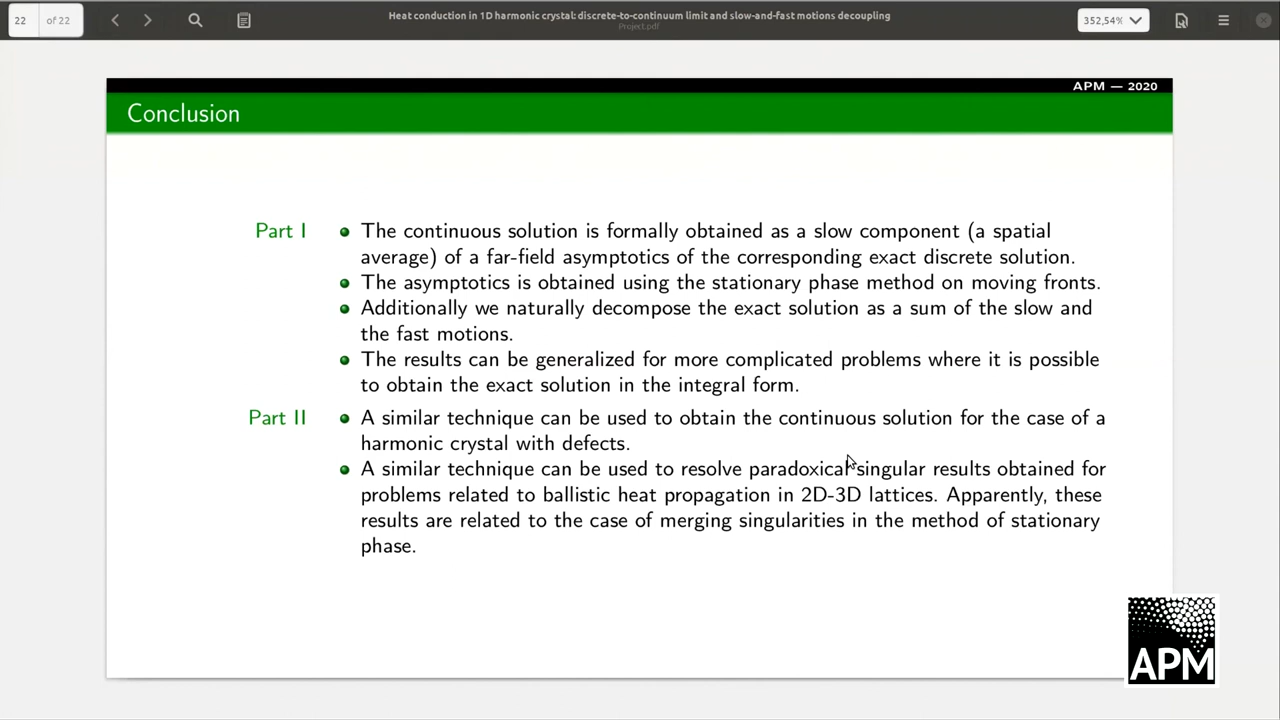 22 of 22
Heat conduction in 1D harmonic crystal: discrete-to-continuum limit and slow-and-fast motions decoupling
Project.pdf
352,54%
APM — 2020
Conclusion
Part I
The continuous solution is formally obtained as a slow component (a spatial
average) of a far-field asymptotics of the corresponding exact discrete solution.
The asymptotics is obtained using the stationary phase method on moving fronts.
Additionally we naturally decompose the exact solution as a sum of the slow and
the fast motions.
The results can be generalized for more complicated problems where it is possible
to obtain the exact solution in the integral form.
Part II
A similar technique can be used to obtain the continuous solution for the case of a
harmonic crystal with defects.
A similar technique can be used to resolve paradoxical singular results obtained for
problems related to ballistic heat propagation in 2D-3D lattices. Apparently, these
results are related to the case of merging singularities in the method of stationary
phase.
APM